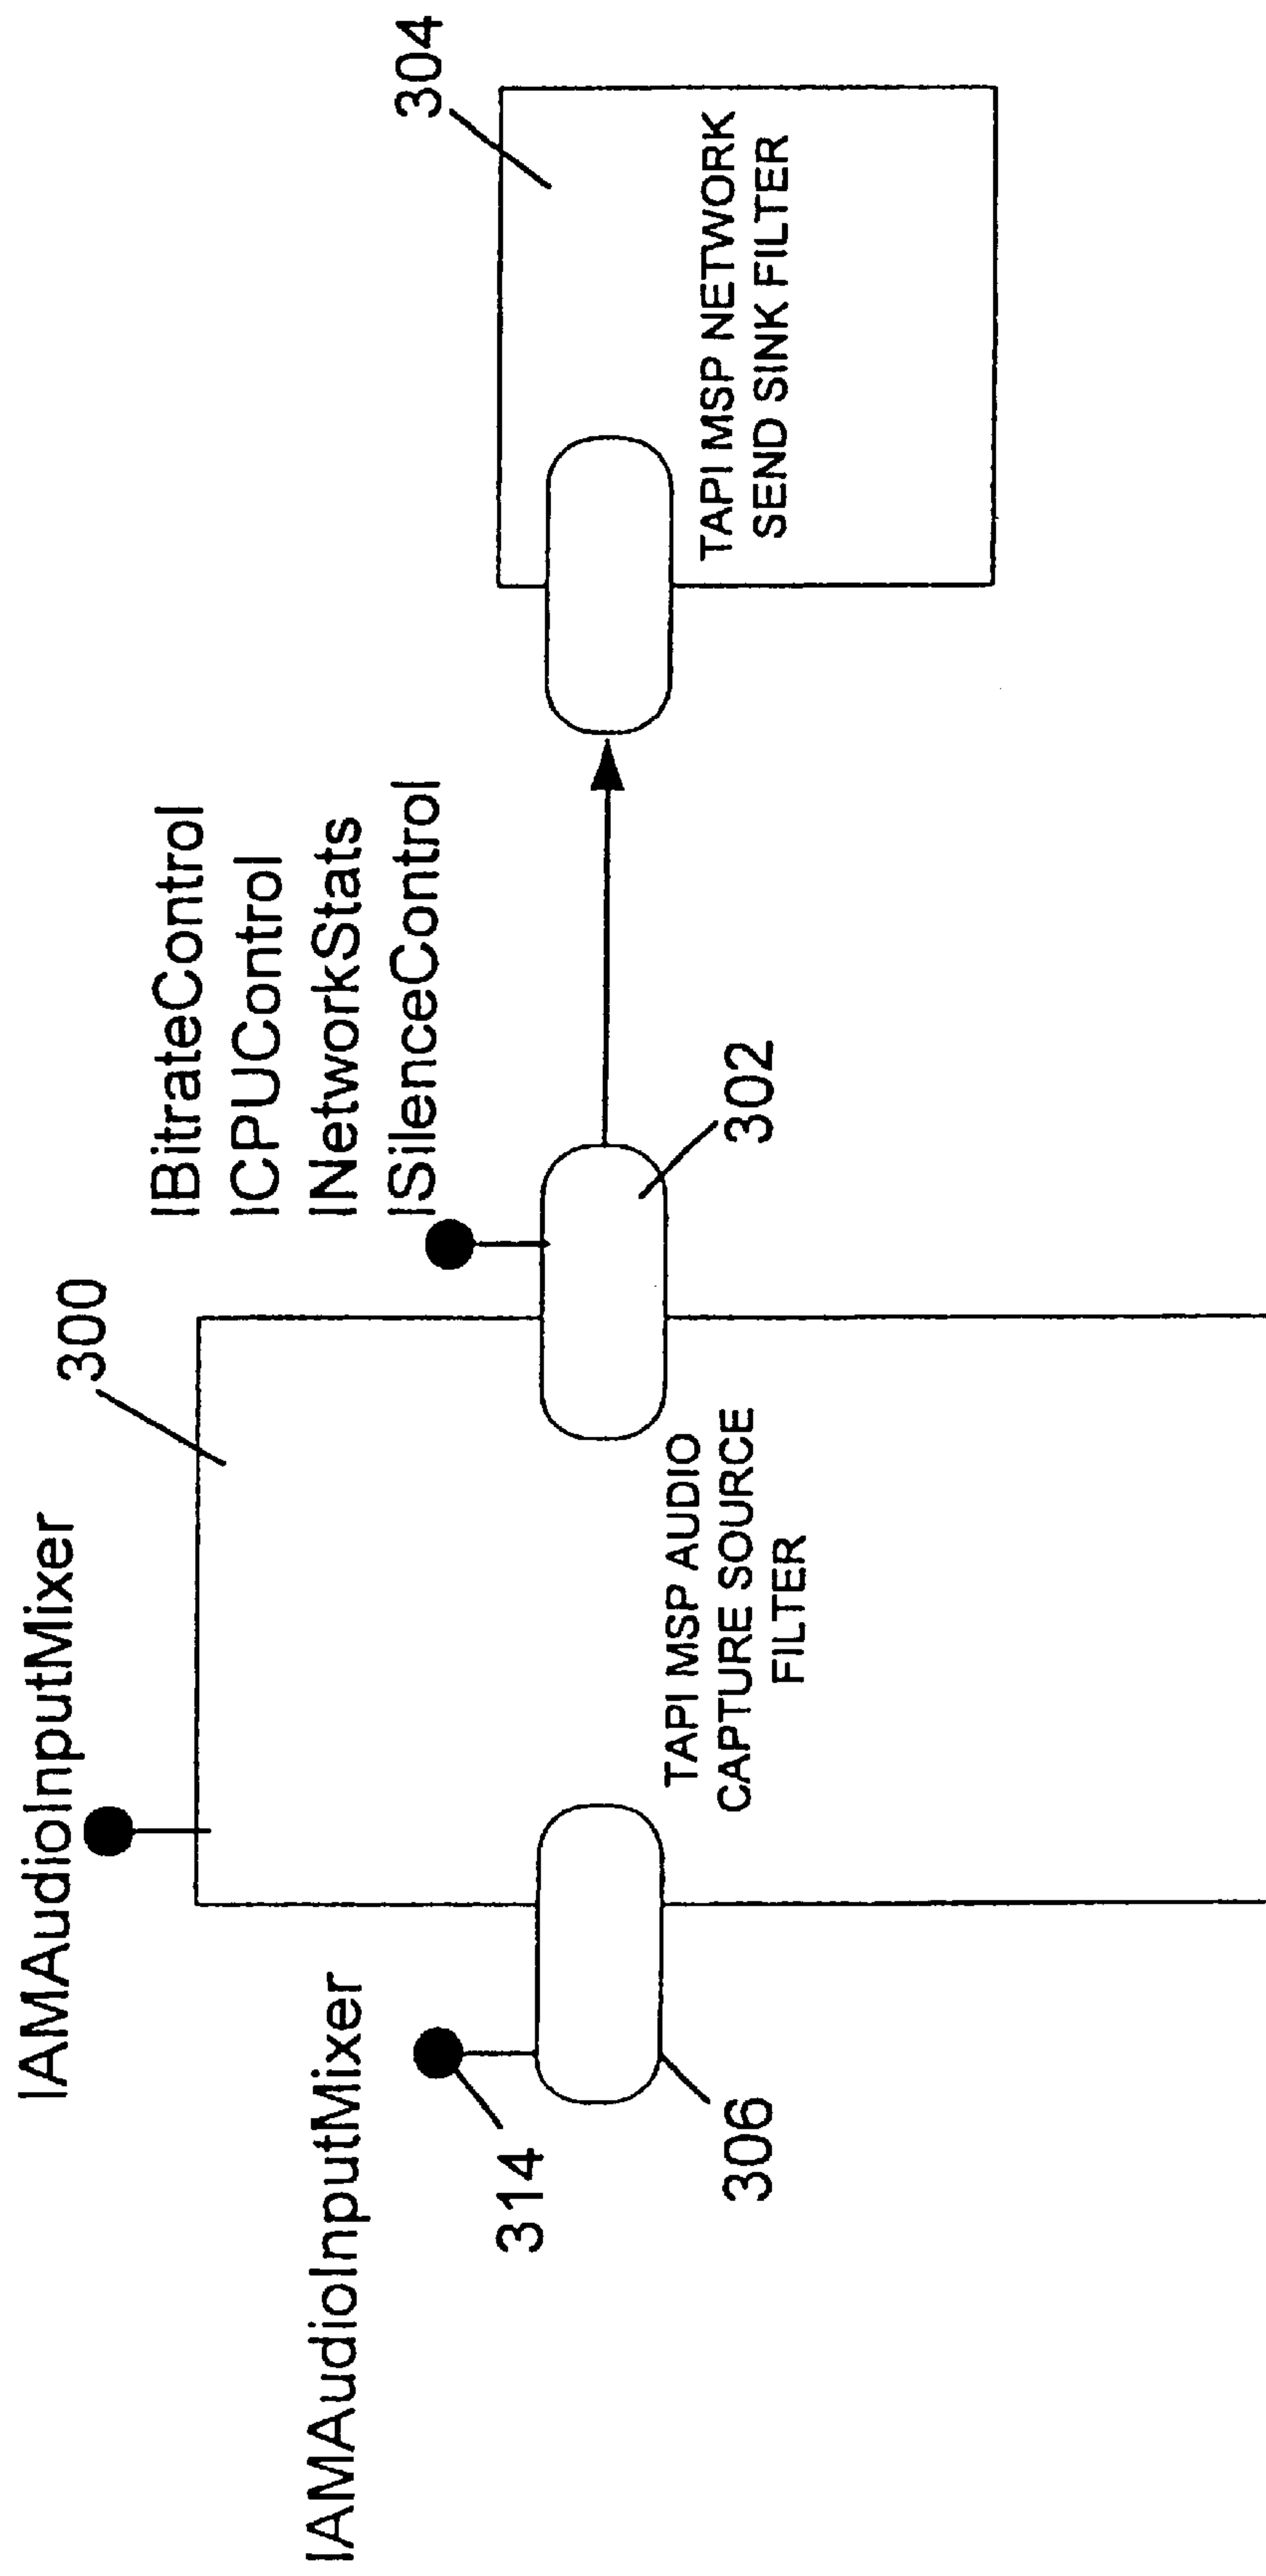 IAMAudioInputMixer
300
IAMAudioInputMixer
314
306
TAPI MSP AUDIO
CAPTURE SOURCE
FILTER
IBitrateControl
ICPUControl
INetworkStats
ISilenceControl
302
304
TAPI MSP NETWORK
SEND SINK FILTER